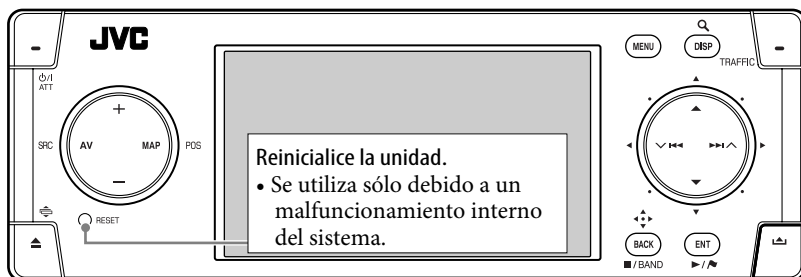 JVC
MENU
DISP
TRAFFIC
ATT
SRC
AV
MAP
POS
RESET
Reinicialice la unidad.
• Se utiliza sólo debido a un
malfuncionamiento interno
del sistema.
BACK
ENT
/ BAND